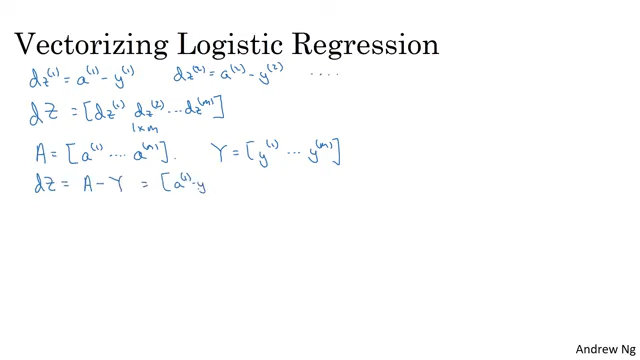 Vectorizing Logistic Regression
dz⁽¹⁾ = a⁽¹⁾ - y⁽¹⁾ dz⁽²⁾ = a⁽²⁾ - y⁽²⁾ ....
dZ = [dz⁽¹⁾ dz⁽²⁾ ... dz⁽ᵐ⁾]
1×m
A = [a⁽¹⁾ .... a⁽ᵐ⁾]. Y = [y⁽¹⁾ ... y⁽ᵐ⁾]
dZ = A - Y = [a⁽¹⁾-y
Andrew Ng